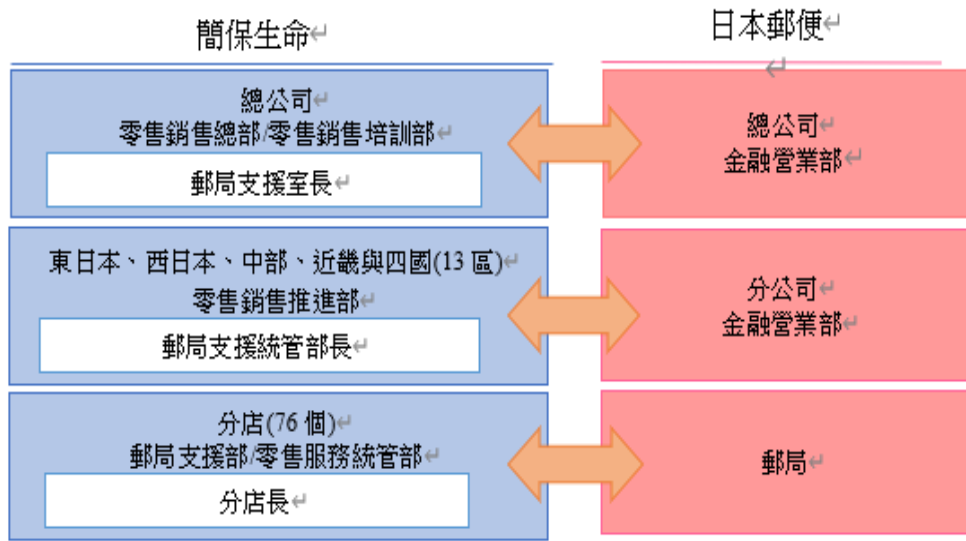 簡保生命
日本郵便
總公司
零售銷售總部/零售銷售培訓部
郵局支援室長
總公司
金融營業部
東日本、西日本、中部、近畿與四國(13 區)
零售銷售推進部
郵局支援統管部長
分公司
金融營業部
分店(76 個)
郵局支援部/零售服務統管部
分店長
郵局